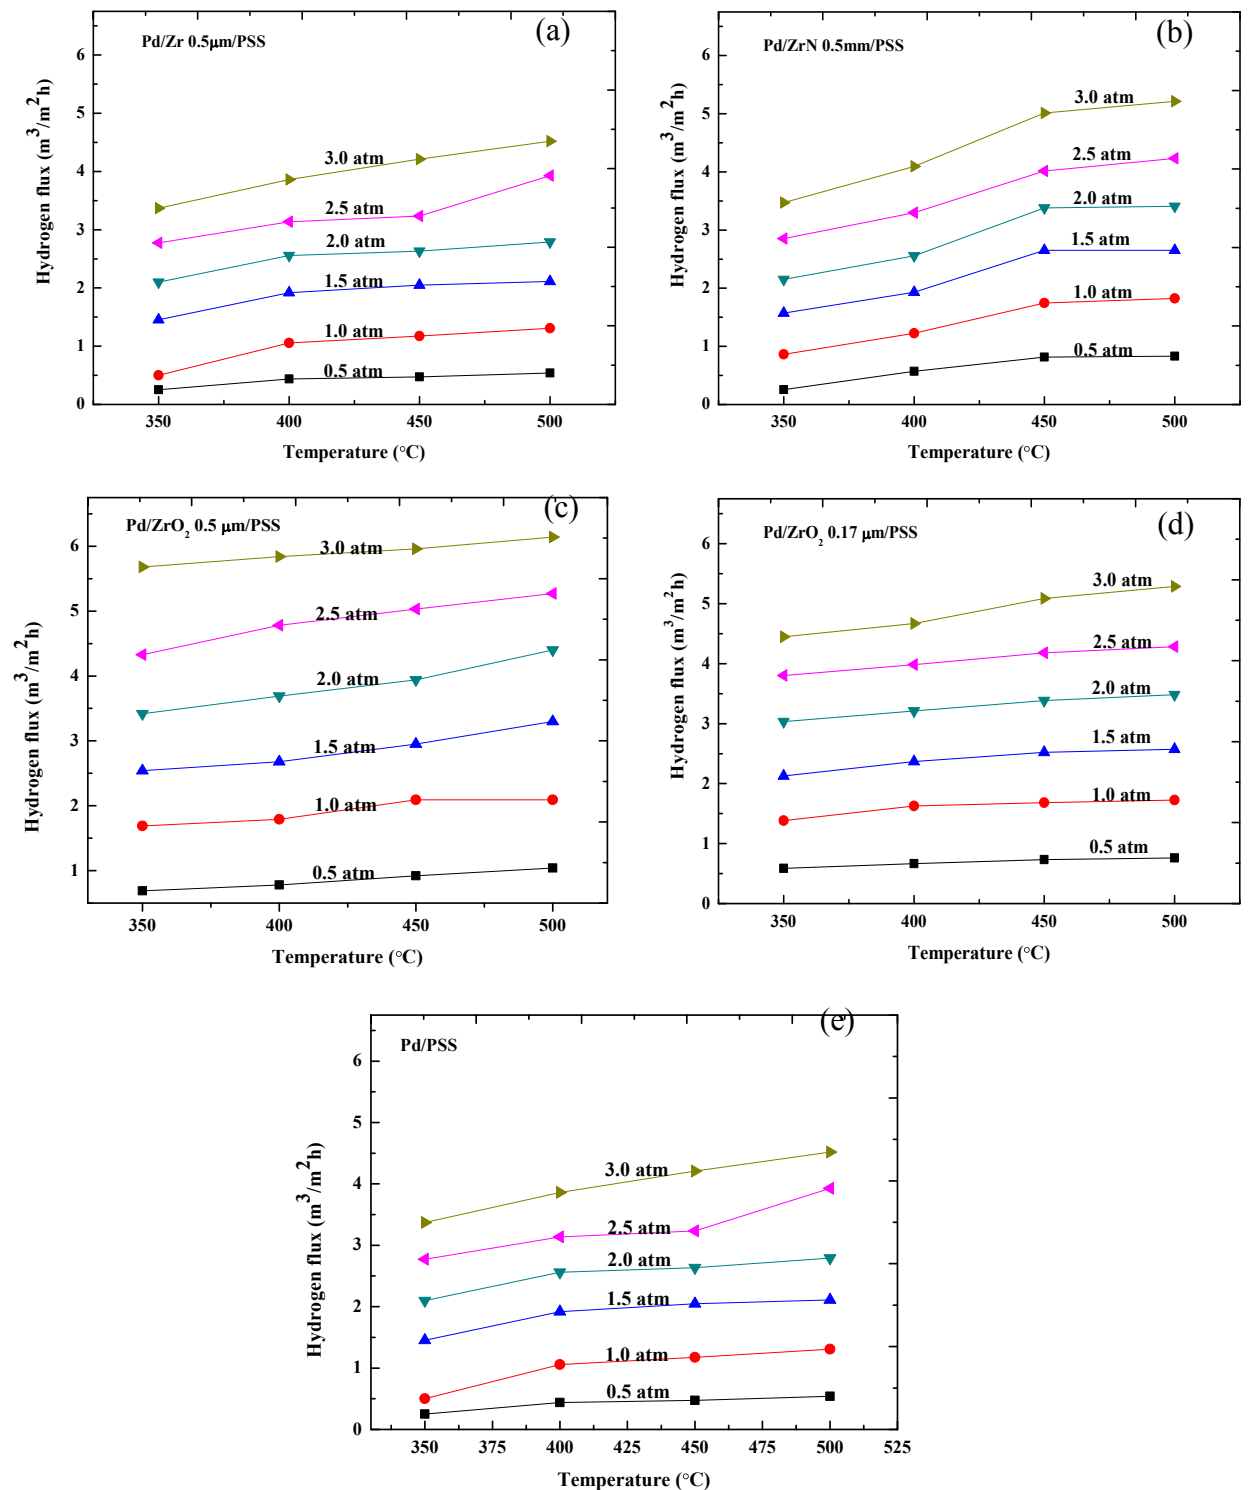 (a)
Pd/Zr 0.5μm/PSS
Hydrogen flux (m³/m²h)
6
5
4
3
2
1
0
3.0 atm
2.5 atm
2.0 atm
1.5 atm
1.0 atm
0.5 atm
350 400 450 500
Temperature (°C)
(b)
Pd/ZrN 0.5mm/PSS
Hydrogen flux (m³/m²h)
6
5
4
3
2
1
0
3.0 atm
2.5 atm
2.0 atm
1.5 atm
1.0 atm
0.5 atm
350 400 450 500
Temperature (°C)
(c)
Pd/ZrO₂ 0.5 μm/PSS
Hydrogen flux (m³/m²h)
6
5
4
3
2
1
3.0 atm
2.5 atm
2.0 atm
1.5 atm
1.0 atm
0.5 atm
350 400 450 500
Temperature (°C)
(d)
Pd/ZrO₂ 0.17 μm/PSS
Hydrogen flux (m³/m²h)
6
5
4
3
2
1
0
3.0 atm
2.5 atm
2.0 atm
1.5 atm
1.0 atm
0.5 atm
350 400 450 500
Temperature (°C)
(e)
Pd/PSS
Hydrogen flux (m³/m²h)
6
5
4
3
2
1
0
3.0 atm
2.5 atm
2.0 atm
1.5 atm
1.0 atm
0.5 atm
350 375 400 425 450 475 500 525
Temperature (°C)